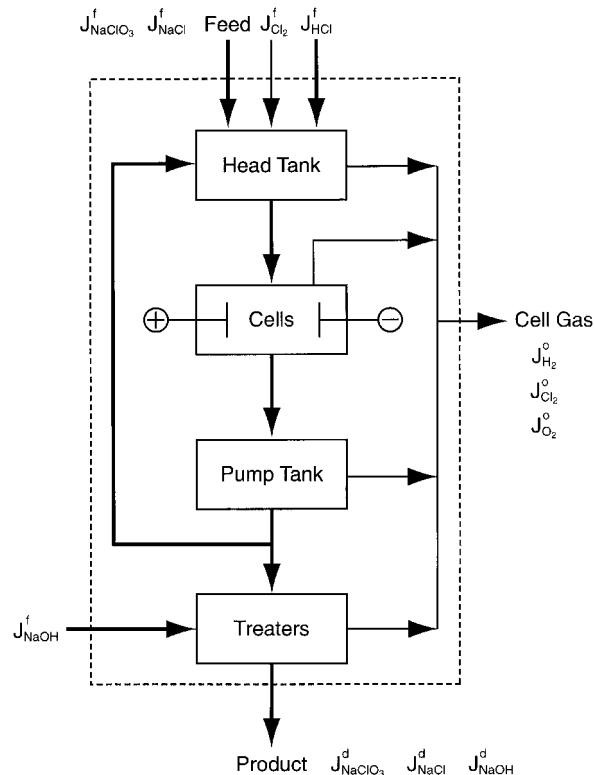 J^f_NaClO₃ J^f_NaCl Feed J^f_Cl₂ J^f_HCl
Head Tank
+ Cells −
Cell Gas
J^o_H₂
J^o_Cl₂
J^o_O₂
Pump Tank
J^f_NaOH Treaters
Product J^d_NaClO₃ J^d_NaCl J^d_NaOH